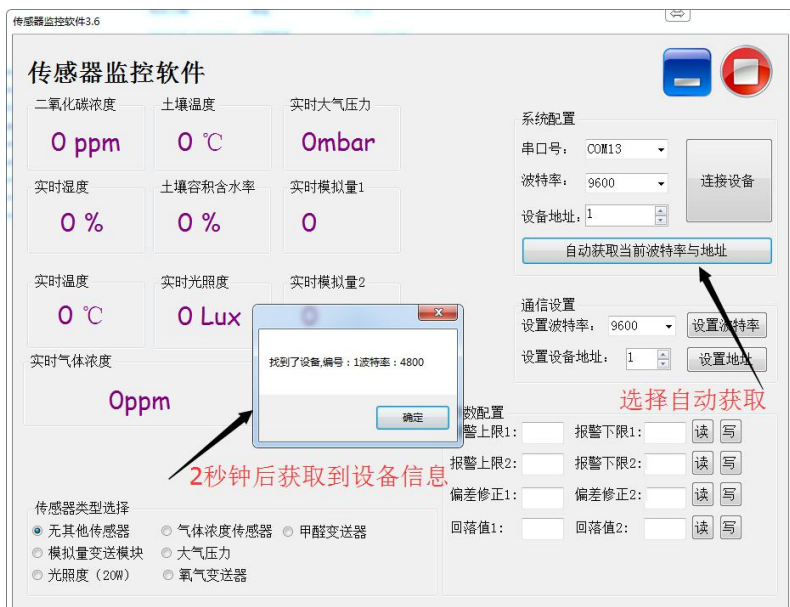 传感器监控软件3.6
传感器监控软件
二氧化碳浓度
0 ppm
土壤温度
0 ℃
实时大气压力
0mbar
实时湿度
0 %
土壤容积含水率
0 %
实时模拟量1
0
实时温度
0 ℃
实时光照度
0 Lux
实时模拟量2
0
实时气体浓度
0ppm
系统配置
串口号: COM13
波特率: 9600
设备地址: 1
连接设备
自动获取当前波特率与地址
通信设置
设置波特率: 9600 设置波特率
设置设备地址: 1 设置地址
选择自动获取
找到了设备,编号:1波特率:4800
确定
2秒钟后获取到设备信息
数配置
警上限1: 报警下限1: 读 写
报警上限2: 报警下限2: 读 写
偏差修正1: 偏差修正2: 读 写
回落值1: 回落值2: 读 写
传感器类型选择
无其他传感器 气体浓度传感器 甲醛变送器
模拟量变送模块 大气压力
光照度(20W) 氧气变送器